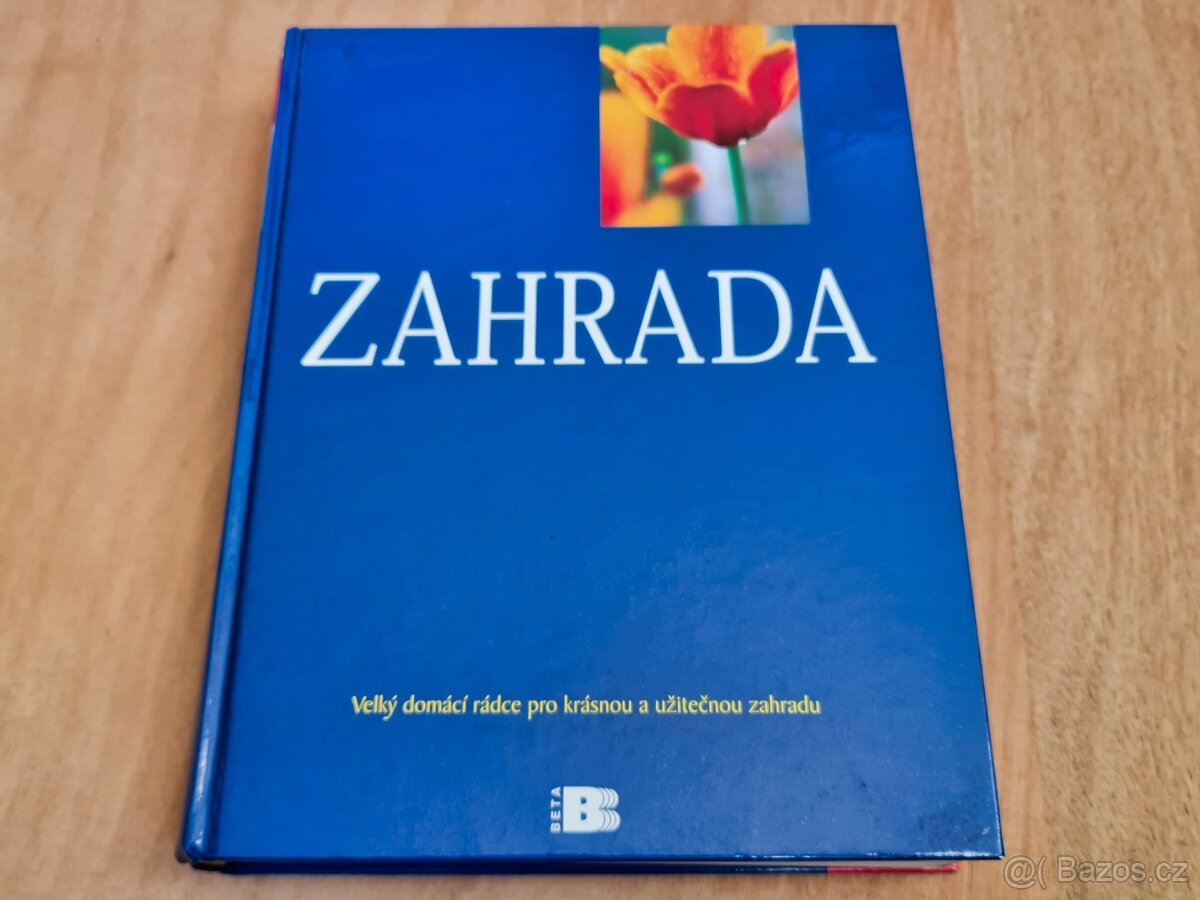 ZAHRADA
Velký domácí rádce pro krásnou a užitečnou zahradu
BETA
B
@( Bazos.cz